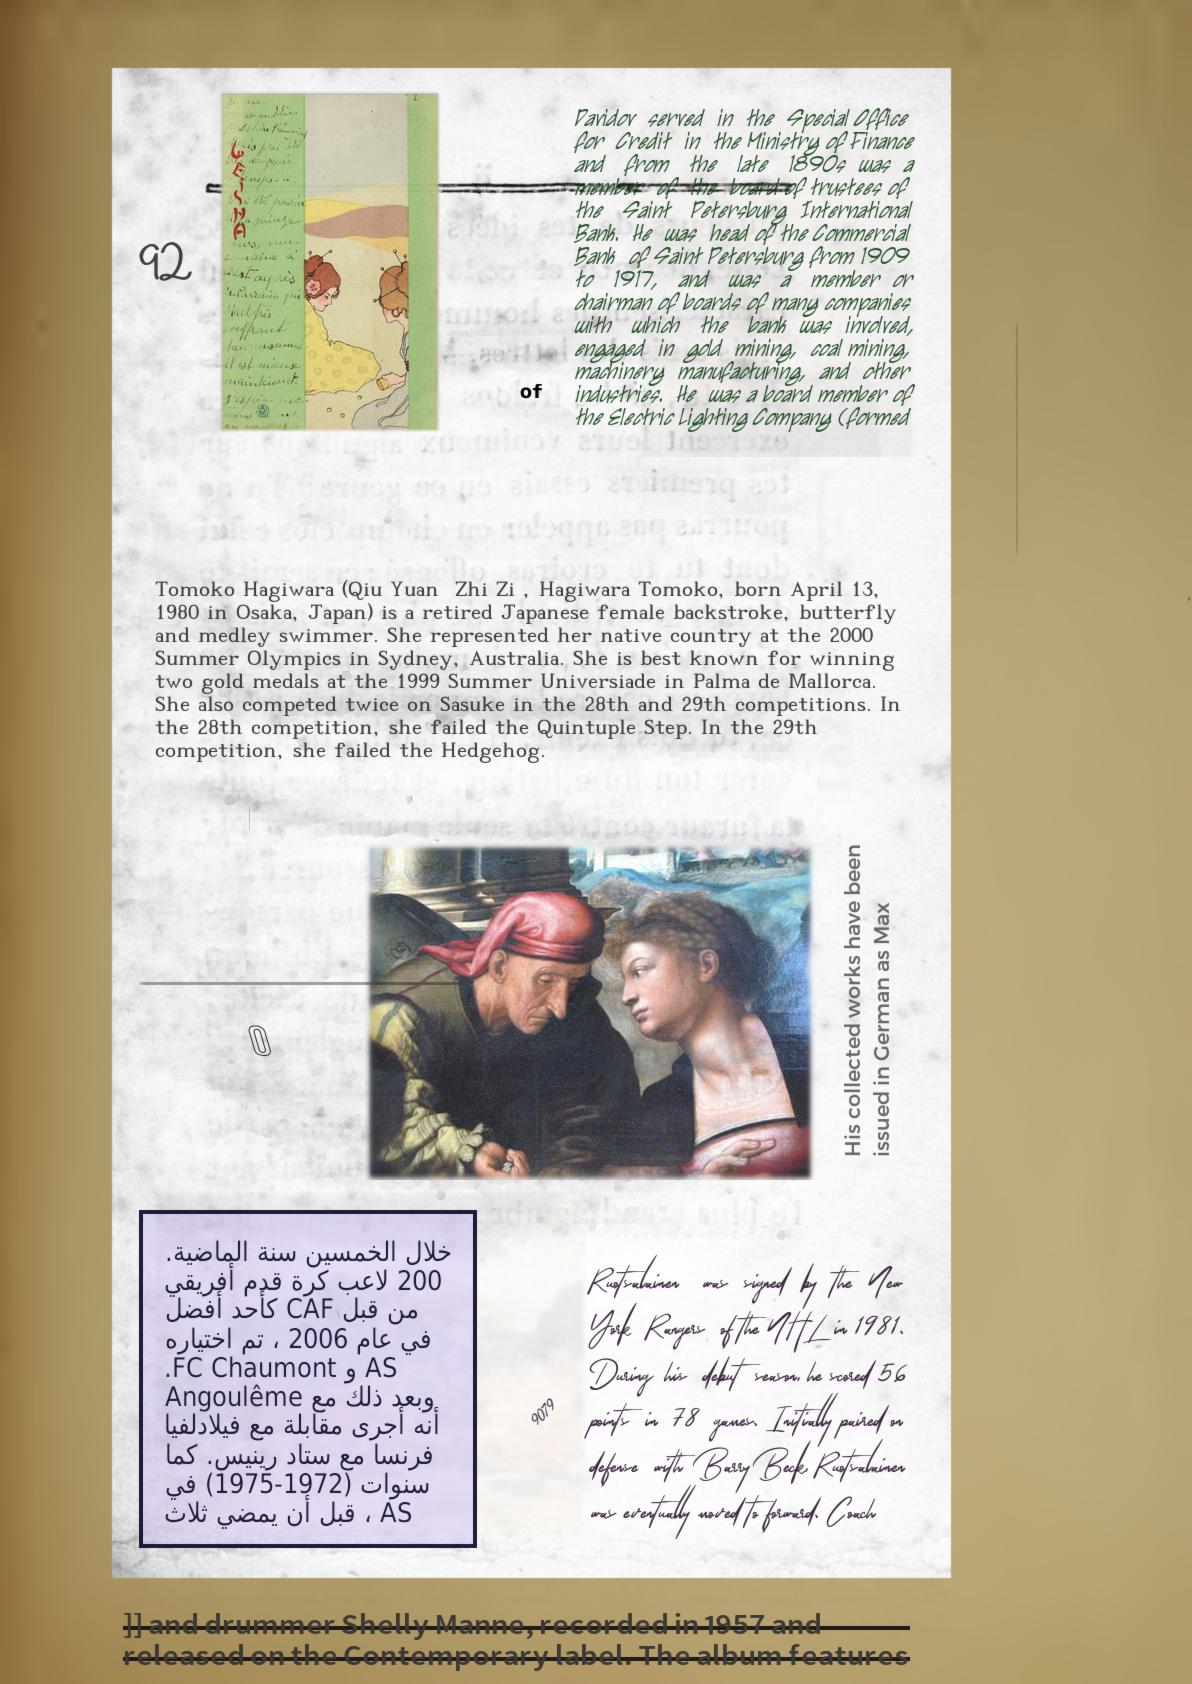 GEISHA
92
of
Davidov served in the Special Office
for Credit in the Ministry of Finance
and from the late 1890s was a
member of the board of trustees of
the Saint Petersburg International
Bank. He was head of the Commercial
Bank of Saint Petersburg from 1909
to 1917, and was a member or
chairman of boards of many companies
with which the bank was involved,
engaged in gold mining, coal mining,
machinery manufacturing, and other
industries. He was a board member of
the Electric Lighting Company (formed
Tomoko Hagiwara (Qiu Yuan Zhi Zi , Hagiwara Tomoko, born April 13,
1980 in Osaka, Japan) is a retired Japanese female backstroke, butterfly
and medley swimmer. She represented her native country at the 2000
Summer Olympics in Sydney, Australia. She is best known for winning
two gold medals at the 1999 Summer Universiade in Palma de Mallorca.
She also competed twice on Sasuke in the 28th and 29th competitions. In
the 28th competition, she failed the Quintuple Step. In the 29th
competition, she failed the Hedgehog.
0
His collected works have been
issued in German as Max
خلال الخمسين سنة الماضية.
200 لاعب كرة قدم أفريقي
من قبل CAF كأحد أفضل
في عام 2006 ، تم اختياره
AS و FC Chaumont.
وبعد ذلك مع Angoulême
أنه أجرى مقابلة مع فيلادلفيا
فرنسا مع ستاد رينيس. كما
سنوات (1972-1975) في
AS ، قبل أن يمضي ثلاث
9079
Ruotsalainen was signed by the New
York Rangers of the NHL in 1981.
During his debut season, he scored 56
points in 78 games. Initially paired on
defense with Barry Beck, Ruotsalainen
was eventually moved to forward. Coach
]] and drummer Shelly Manne, recorded in 1957 and
released on the Contemporary label. The album features